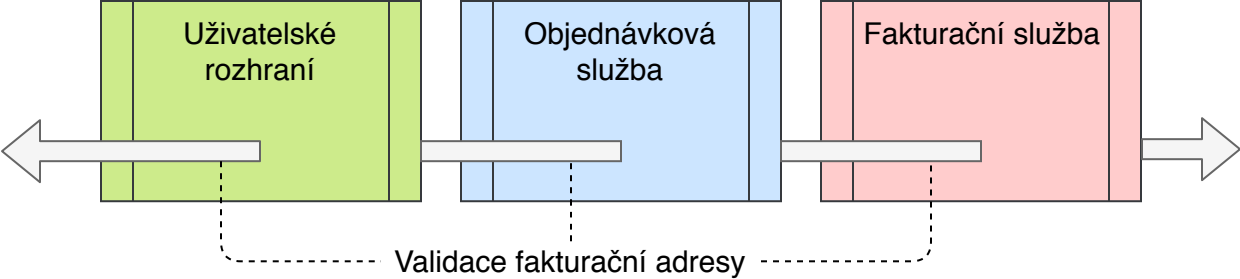 Uživatelské
rozhraní
Objednávková
služba
Fakturační služba
Validace fakturační adresy